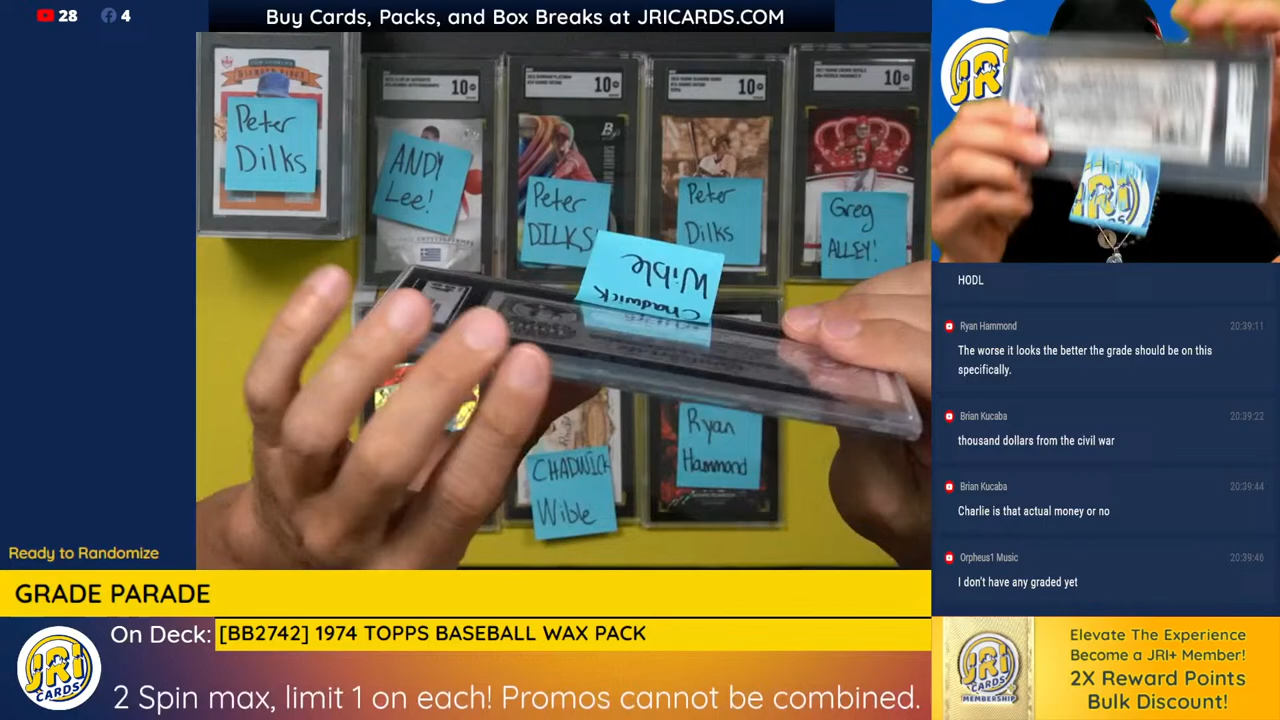 28
4
Buy Cards, Packs, and Box Breaks at JRICARDS.COM
DIAMOND KINGS
Peter
Dilks
10
ANDY
Lee!
10
Peter
DILKS
10
Peter
Dilks
10
Greg
ALLEY!
Chadwick
Wible
CHADWICK
Wible
Ryan
Hammond
JRI
HODL
Ryan Hammond 20:39:11
The worse it looks the better the grade should be on this
specifically.
Brian Kucaba 20:39:22
thousand dollars from the civil war
Brian Kucaba 20:39:44
Charlie is that actual money or no
Orpheus1 Music 20:39:46
I don't have any graded yet
Ready to Randomize
GRADE PARADE
On Deck: [BB2742] 1974 TOPPS BASEBALL WAX PACK
JRI
CARDS
2 Spin max, limit 1 on each! Promos cannot be combined.
JRI
CARDS
MEMBERSHIP
Elevate The Experience
Become a JRI+ Member!
2X Reward Points
Bulk Discount!